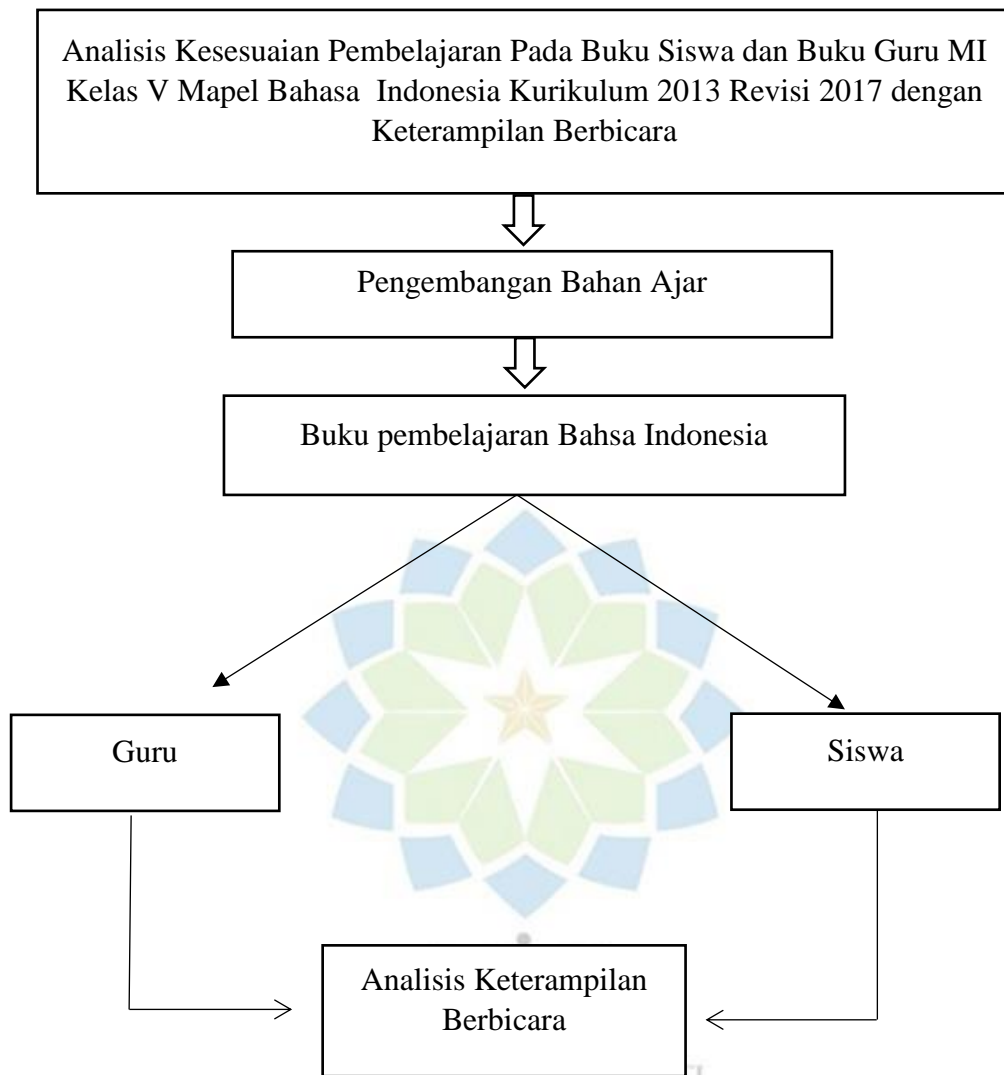 Analisis Kesesuaian Pembelajaran Pada Buku Siswa dan Buku Guru MI
Kelas V Mapel Bahasa Indonesia Kurikulum 2013 Revisi 2017 dengan
Keterampilan Berbicara
Pengembangan Bahan Ajar
Buku pembelajaran Bahsa Indonesia
Guru
Siswa
Analisis Keterampilan
Berbicara